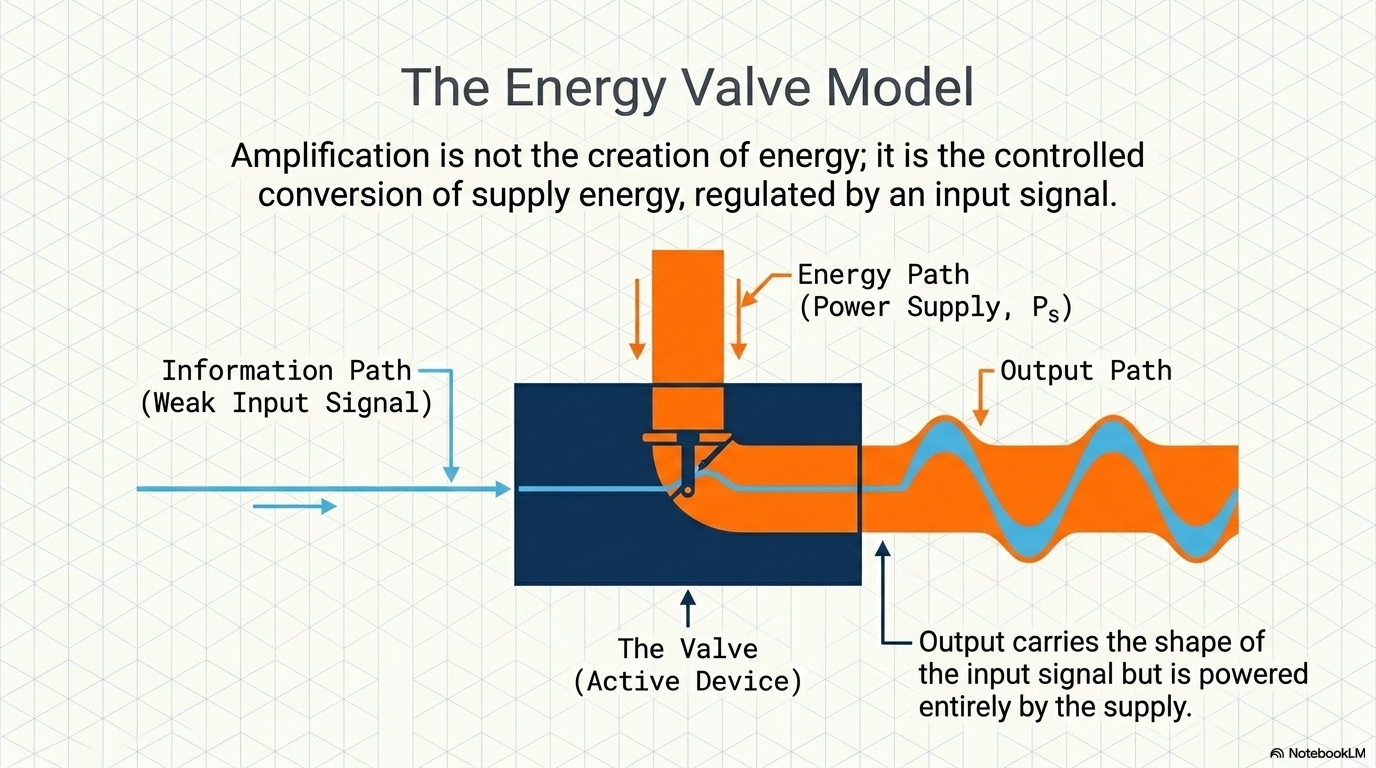 The Energy Valve Model
Amplification is not the creation of energy; it is the controlled
conversion of supply energy, regulated by an input signal.
Energy Path
(Power Supply, Pₛ)
Information Path
(Weak Input Signal)
Output Path
The Valve
(Active Device)
Output carries the shape of
the input signal but is powered
entirely by the supply.
NotebookLM